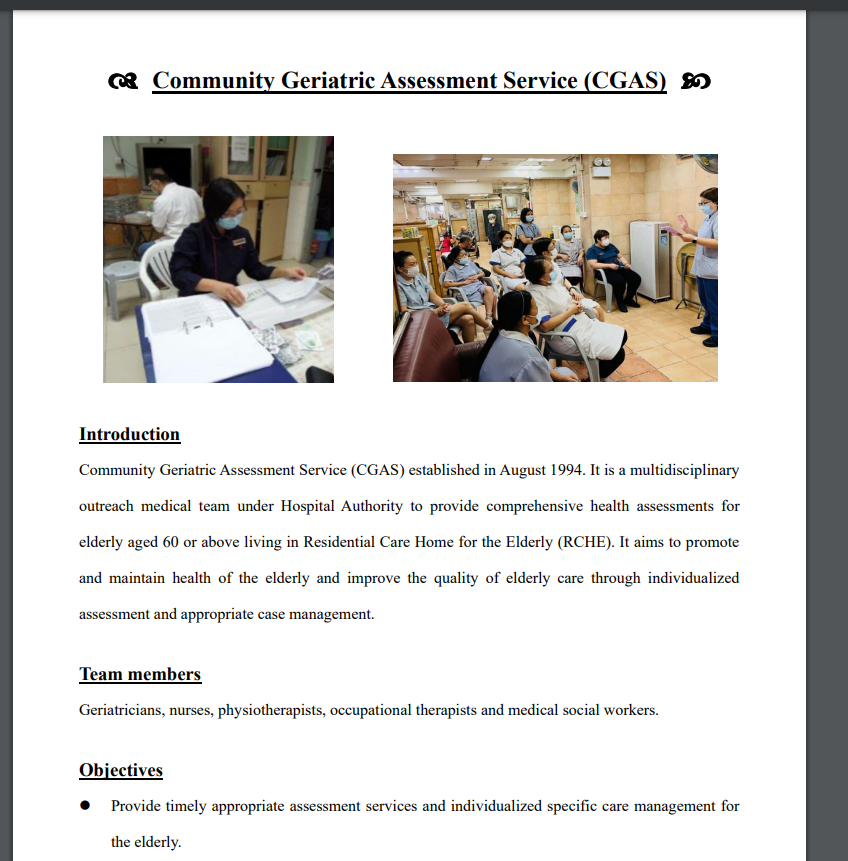 Community Geriatric Assessment Service (CGAS)
Introduction
Community Geriatric Assessment Service (CGAS) established in August 1994. It is a multidisciplinary
outreach medical team under Hospital Authority to provide comprehensive health assessments for
elderly aged 60 or above living in Residential Care Home for the Elderly (RCHE). It aims to promote
and maintain health of the elderly and improve the quality of elderly care through individualized
assessment and appropriate case management.
Team members
Geriatricians, nurses, physiotherapists, occupational therapists and medical social workers.
Objectives
● Provide timely appropriate assessment services and individualized specific care management for
the elderly.